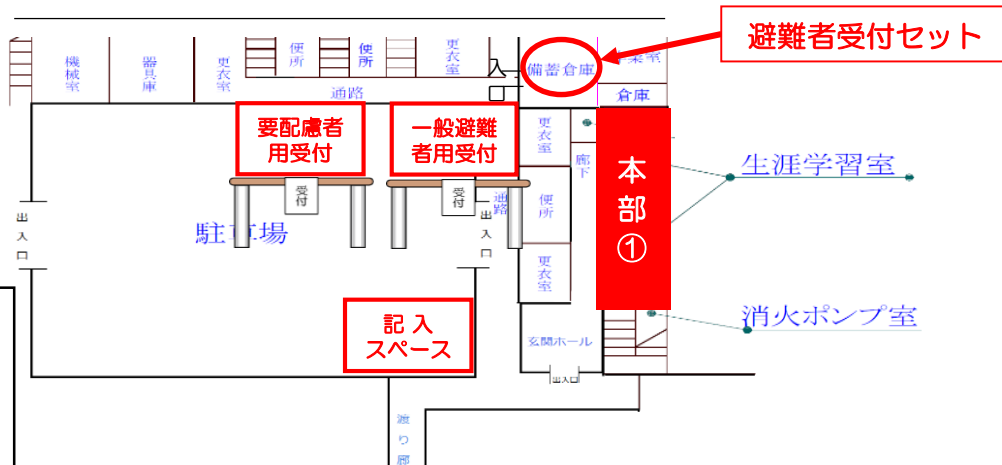 避難者受付セット
機械室
器具庫
更衣室
便所
便所
更衣室
入
口
備蓄倉庫
倉庫
通路
要配慮者
用受付
一般避難
者用受付
更衣室
廊下
本部①
生涯学習室
受付
受付
通路
便所
出入口
駐車場
出入口
更衣室
記入
スペース
消火ポンプ室
玄関ホール
出入口
渡り廊